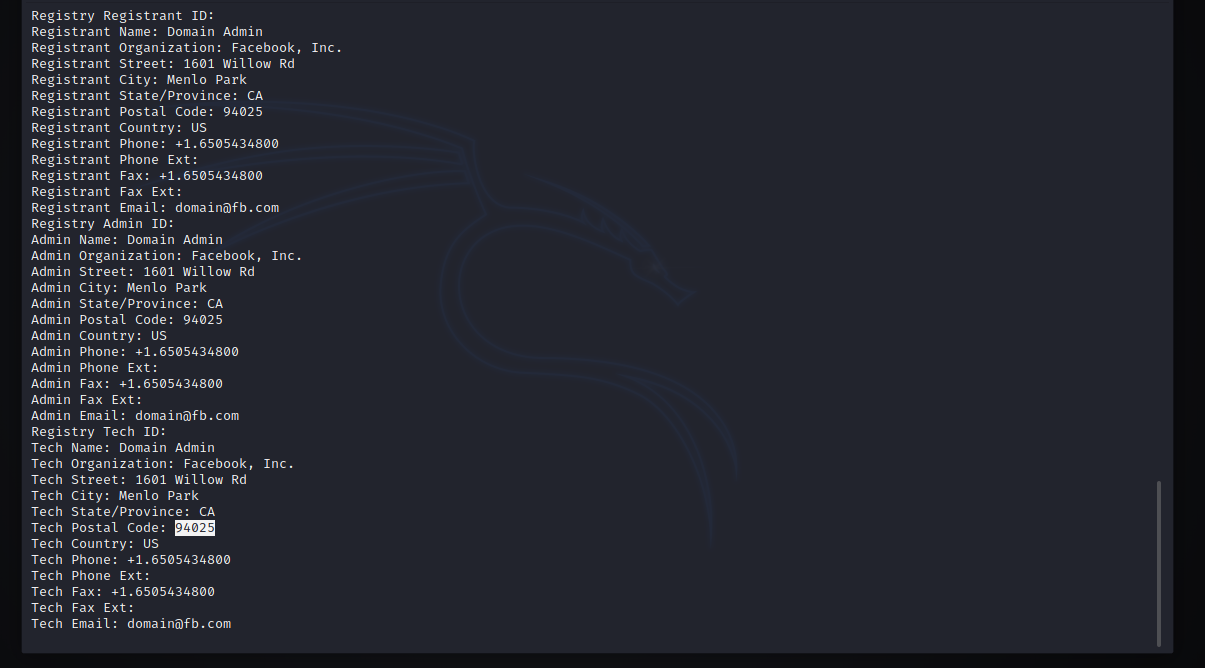 Registry Registrant ID:
Registrant Name: Domain Admin
Registrant Organization: Facebook, Inc.
Registrant Street: 1601 Willow Rd
Registrant City: Menlo Park
Registrant State/Province: CA
Registrant Postal Code: 94025
Registrant Country: US
Registrant Phone: +1.6505434800
Registrant Phone Ext:
Registrant Fax: +1.6505434800
Registrant Fax Ext:
Registrant Email: domain@fb.com
Registry Admin ID:
Admin Name: Domain Admin
Admin Organization: Facebook, Inc.
Admin Street: 1601 Willow Rd
Admin City: Menlo Park
Admin State/Province: CA
Admin Postal Code: 94025
Admin Country: US
Admin Phone: +1.6505434800
Admin Phone Ext:
Admin Fax: +1.6505434800
Admin Fax Ext:
Admin Email: domain@fb.com
Registry Tech ID:
Tech Name: Domain Admin
Tech Organization: Facebook, Inc.
Tech Street: 1601 Willow Rd
Tech City: Menlo Park
Tech State/Province: CA
Tech Postal Code: 94025
Tech Country: US
Tech Phone: +1.6505434800
Tech Phone Ext:
Tech Fax: +1.6505434800
Tech Fax Ext:
Tech Email: domain@fb.com